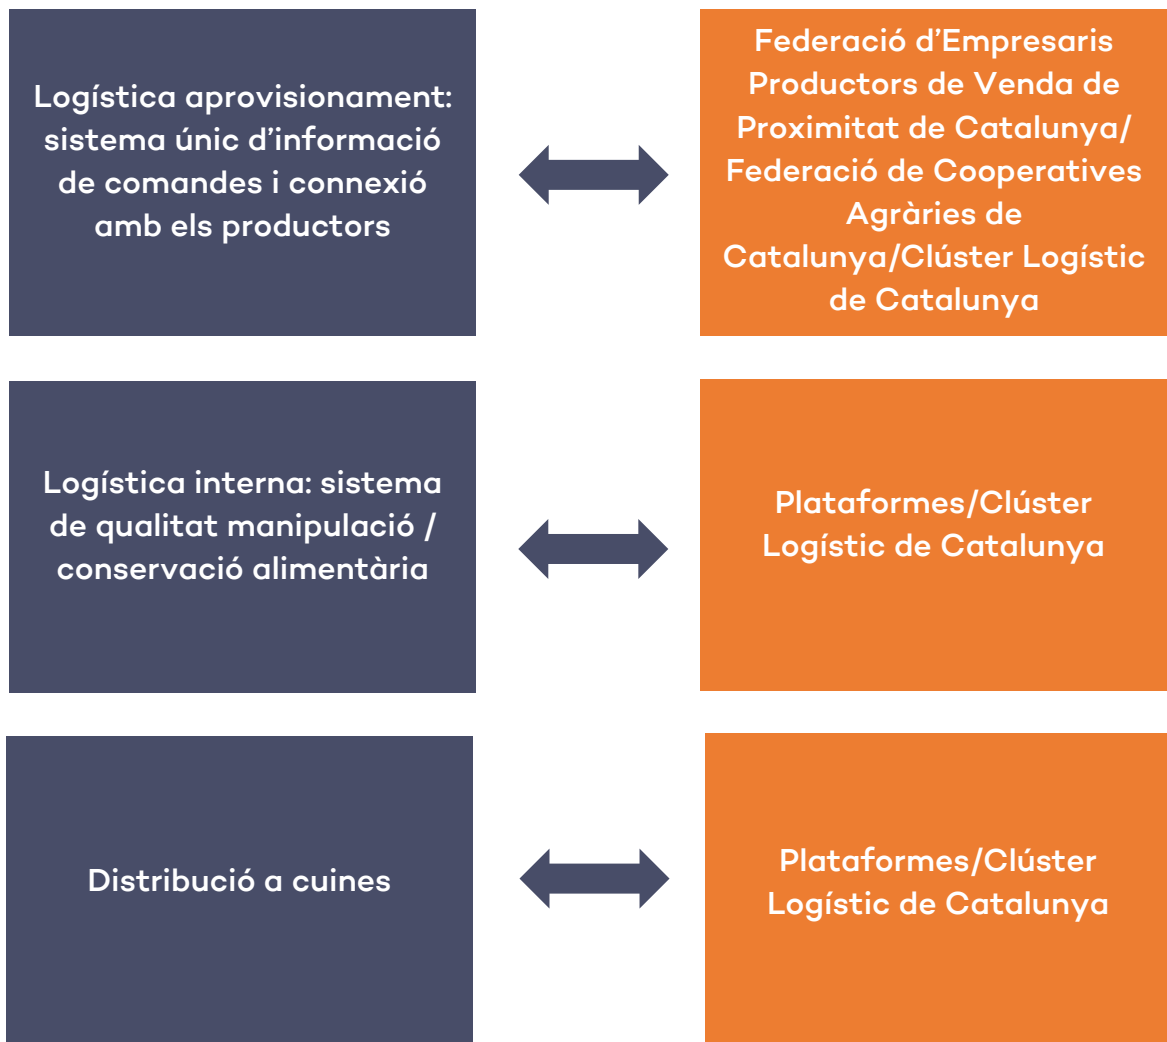 Logística aprovisionament:
sistema únic d’informació
de comandes i connexió
amb els productors
Federació d’Empresaris
Productors de Venda de
Proximitat de Catalunya/
Federació de Cooperatives
Agràries de
Catalunya/Clúster Logístic
de Catalunya
Logística interna: sistema
de qualitat manipulació /
conservació alimentària
Plataformes/Clúster
Logístic de Catalunya
Distribució a cuines
Plataformes/Clúster
Logístic de Catalunya